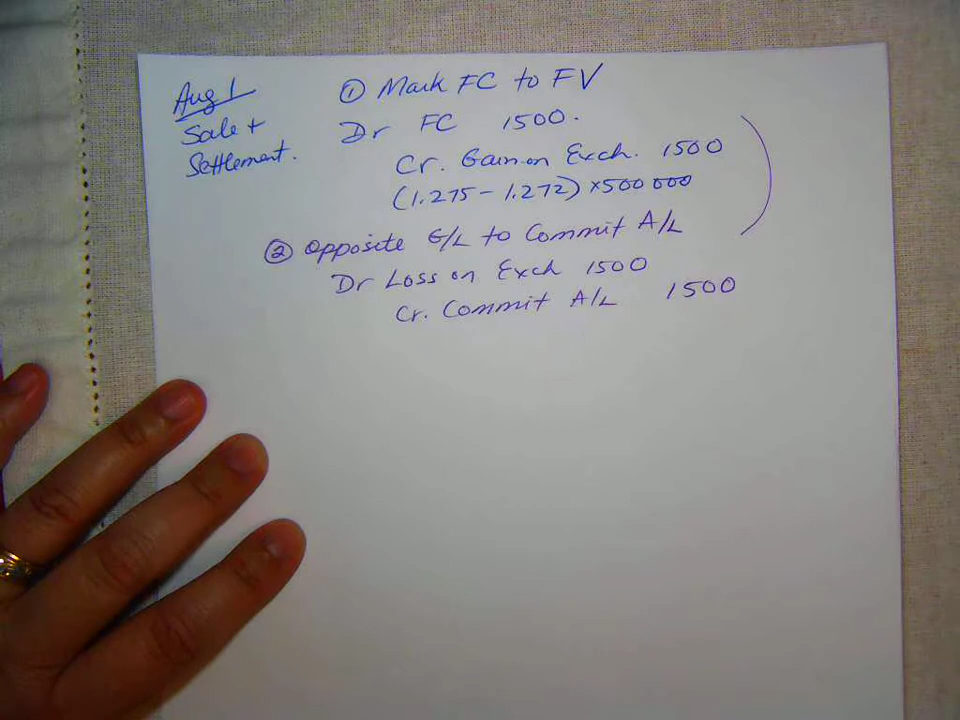 Aug 1
Sale +
Settlement.
① Mark FC to FV
Dr FC 1500.
Cr. Gain on Exch. 1500
(1.275 - 1.272) × 500 000
② Opposite G/L to Commit A/L
Dr Loss on Exch 1500
Cr. Commit A/L 1500